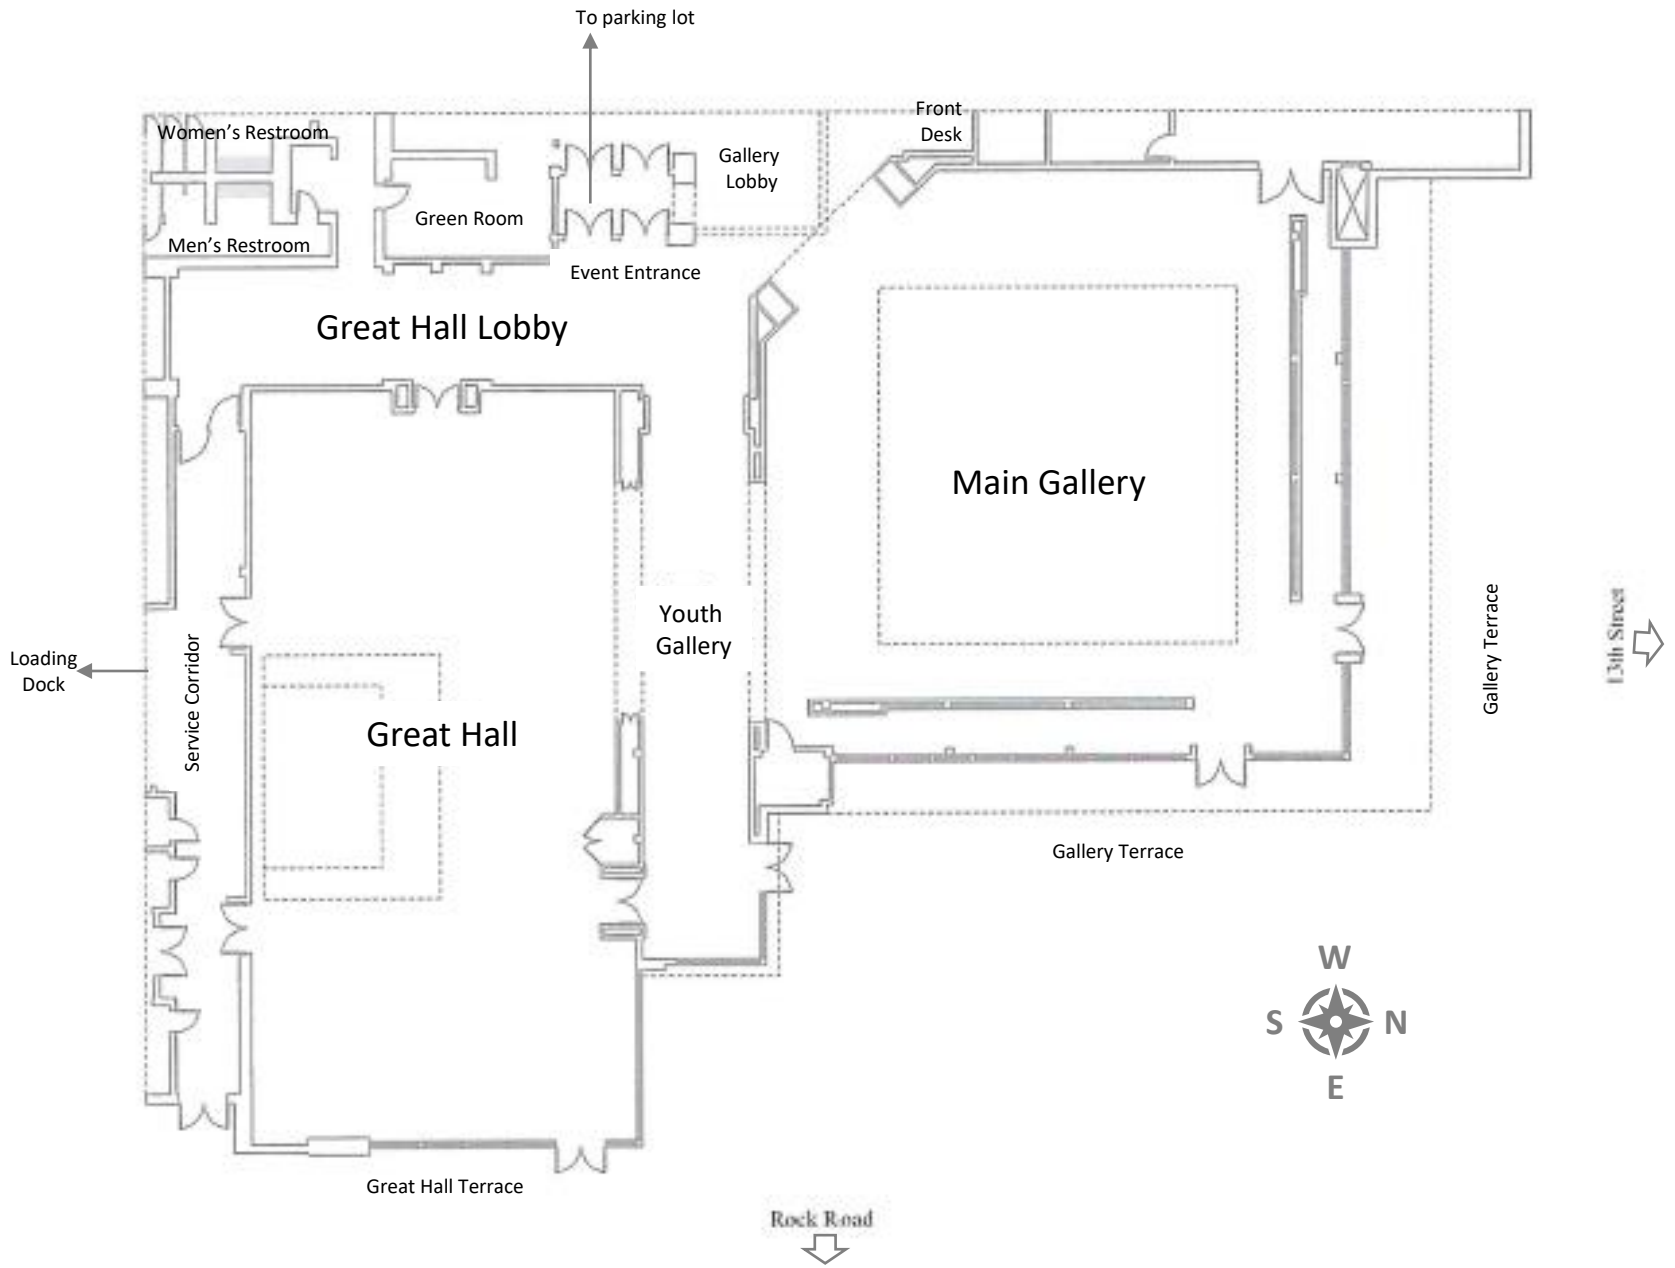 To parking lot
Front
Desk
Women's Restroom
Gallery
Lobby
Green Room
Men's Restroom
Event Entrance
Great Hall Lobby
Main Gallery
Youth
Gallery
Loading
Dock
Service Corridor
Great Hall
Gallery Terrace
13th Street
Gallery Terrace
W
S
N
E
Great Hall Terrace
Rock Road